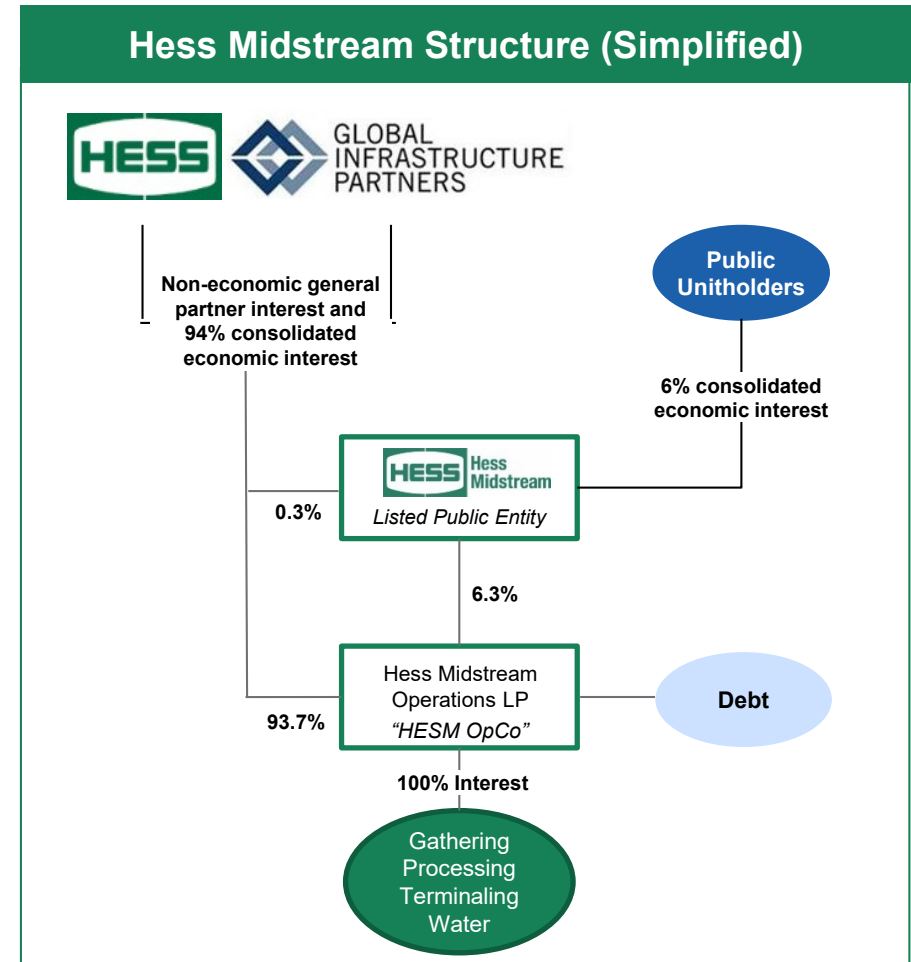 Hess Midstream Structure (Simplified)
HESS
GLOBAL
INFRASTRUCTURE
PARTNERS
Non-economic general
partner interest and
94% consolidated
economic interest
Public
Unitholders
6% consolidated
economic interest
HESS
Hess
Midstream
Listed Public Entity
0.3%
6.3%
Hess Midstream
Operations LP
“HESM OpCo”
93.7%
Debt
100% Interest
Gathering
Processing
Terminaling
Water